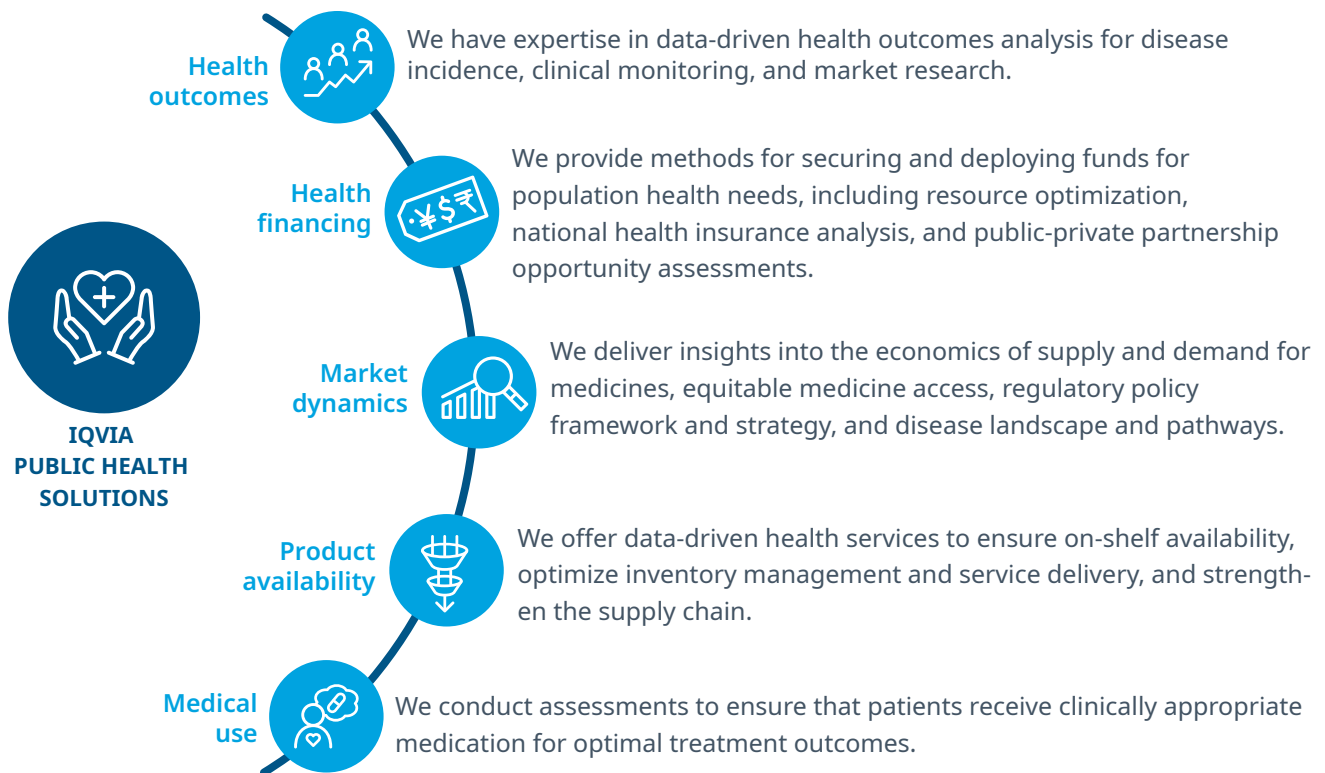 Health
outcomes
We have expertise in data-driven health outcomes analysis for disease
incidence, clinical monitoring, and market research.
Health
financing
¥$₹
We provide methods for securing and deploying funds for
population health needs, including resource optimization,
national health insurance analysis, and public-private partnership
opportunity assessments.
IQVIA
PUBLIC HEALTH
SOLUTIONS
Market
dynamics
We deliver insights into the economics of supply and demand for
medicines, equitable medicine access, regulatory policy
framework and strategy, and disease landscape and pathways.
Product
availability
We offer data-driven health services to ensure on-shelf availability,
optimize inventory management and service delivery, and strength-
en the supply chain.
Medical
use
We conduct assessments to ensure that patients receive clinically appropriate
medication for optimal treatment outcomes.